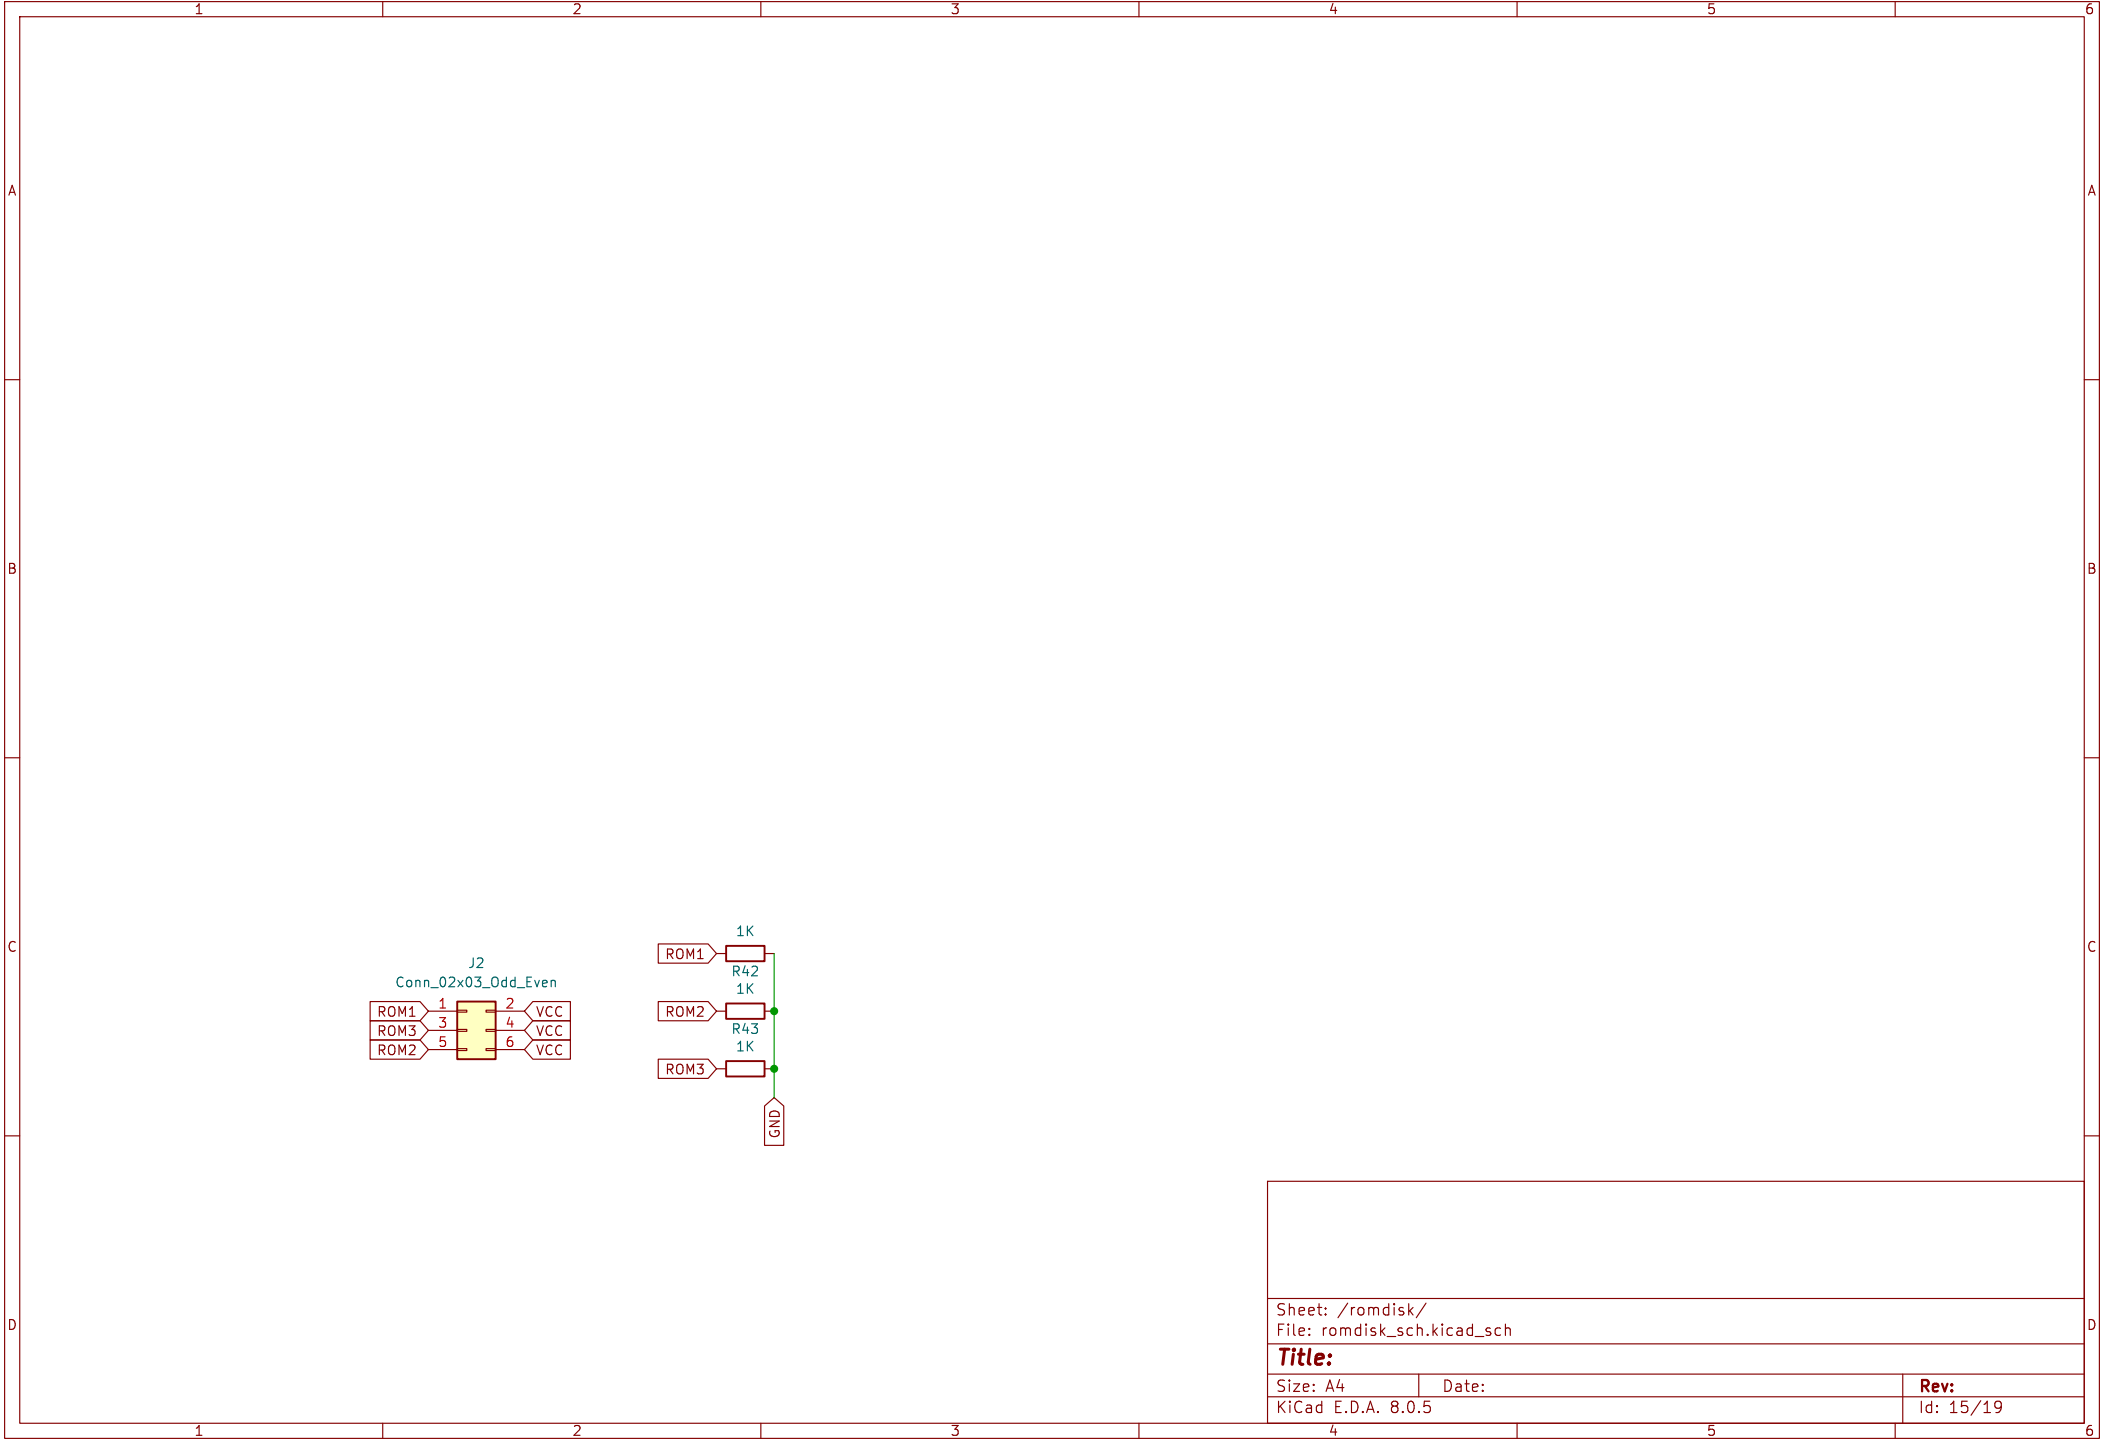 1 2 3 4 5 6
A A
B B
C C
D D
J2
Conn_02x03_Odd_Even
ROM1 1 2 VCC
ROM3 3 4 VCC
ROM2 5 6 VCC
1K
ROM1
R42
1K
ROM2
R43
1K
ROM3
GND
Sheet: /romdisk/
File: romdisk_sch.kicad_sch
Title:
Size: A4 Date: Rev:
KiCad E.D.A. 8.0.5 Id: 15/19
1 2 3 4 5 6